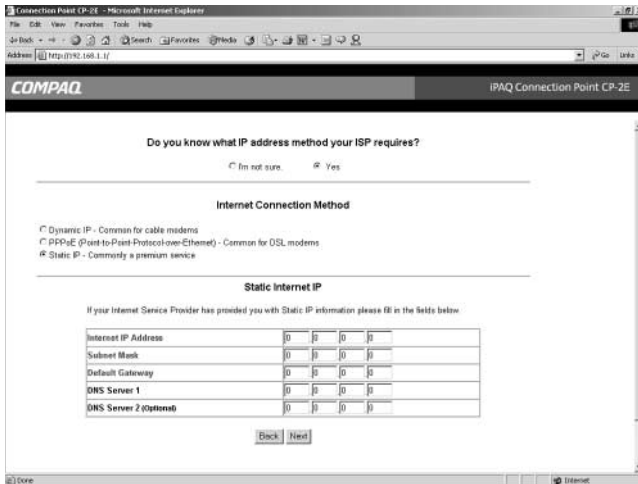 Connection Point CP-2E - Microsoft Internet Explorer
File Edit View Favorites Tools Help
Back Search Favorites Media
Address http://192.168.1.1/ Go Links
COMPAQ iPAQ Connection Point CP-2E
Do you know what IP address method your ISP requires?
I'm not sure. Yes
Internet Connection Method
Dynamic IP - Common for cable modems
PPPoE (Point-to-Point-Protocol-over-Ethernet) - Common for DSL modems
Static IP - Commonly a premium service
Static Internet IP
If your Internet Service Provider has provided you with Static IP information please fill in the fields below
Internet IP Address 0 0 0 0
Subnet Mask 0 0 0 0
Default Gateway 0 0 0 0
DNS Server 1 0 0 0 0
DNS Server 2 (Optional) 0 0 0 0
Back Next
Done Internet